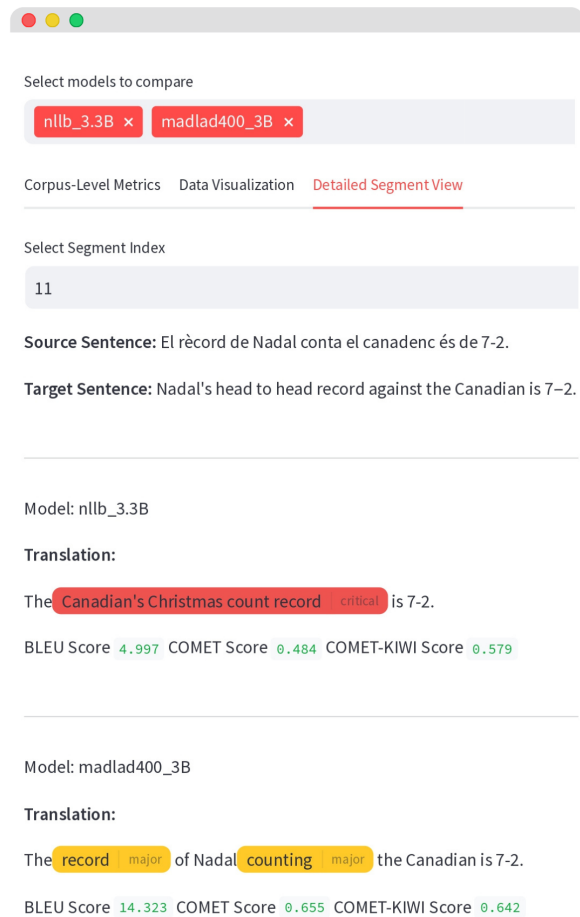 Select models to compare
nllb_3.3B × madlad400_3B ×
Corpus-Level Metrics Data Visualization Detailed Segment View
Select Segment Index
11
Source Sentence: El rècord de Nadal conta el canadenc és de 7-2.
Target Sentence: Nadal's head to head record against the Canadian is 7–2.
Model: nllb_3.3B
Translation:
The Canadian's Christmas count record critical is 7-2.
BLEU Score 4.997 COMET Score 0.484 COMET-KIWI Score 0.579
Model: madlad400_3B
Translation:
The record major of Nadal counting major the Canadian is 7-2.
BLEU Score 14.323 COMET Score 0.655 COMET-KIWI Score 0.642